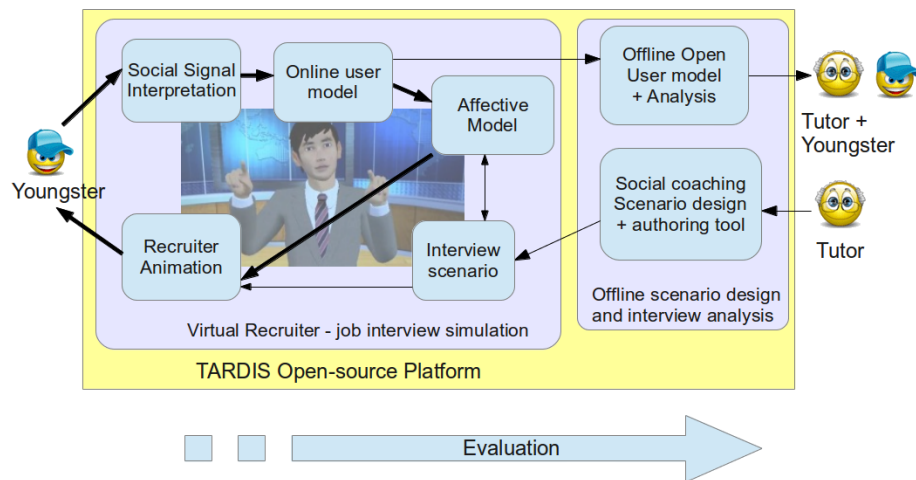 Social Signal
Interpretation
Online user
model
Affective
Model
Offline Open
User model
+ Analysis
Tutor +
Youngster
Youngster
Recruiter
Animation
Interview
scenario
Social coaching
Scenario design
+ authoring tool
Tutor
Offline scenario design
and interview analysis
Virtual Recruiter - job interview simulation
TARDIS Open-source Platform
Evaluation